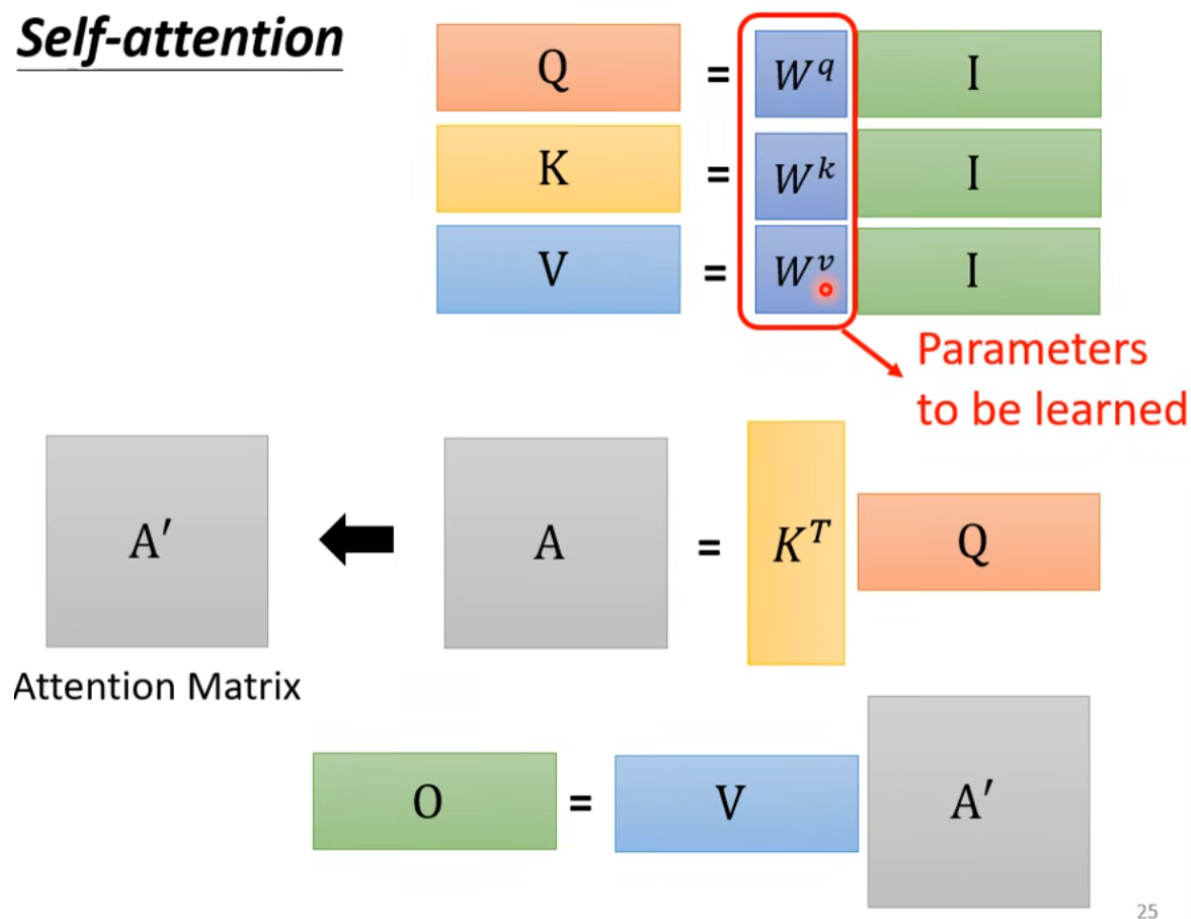 Self-attention
Q = W^q I
K = W^k I
V = W^v I
Parameters
to be learned
A′ A = K^T Q
Attention Matrix
O = V A′
25